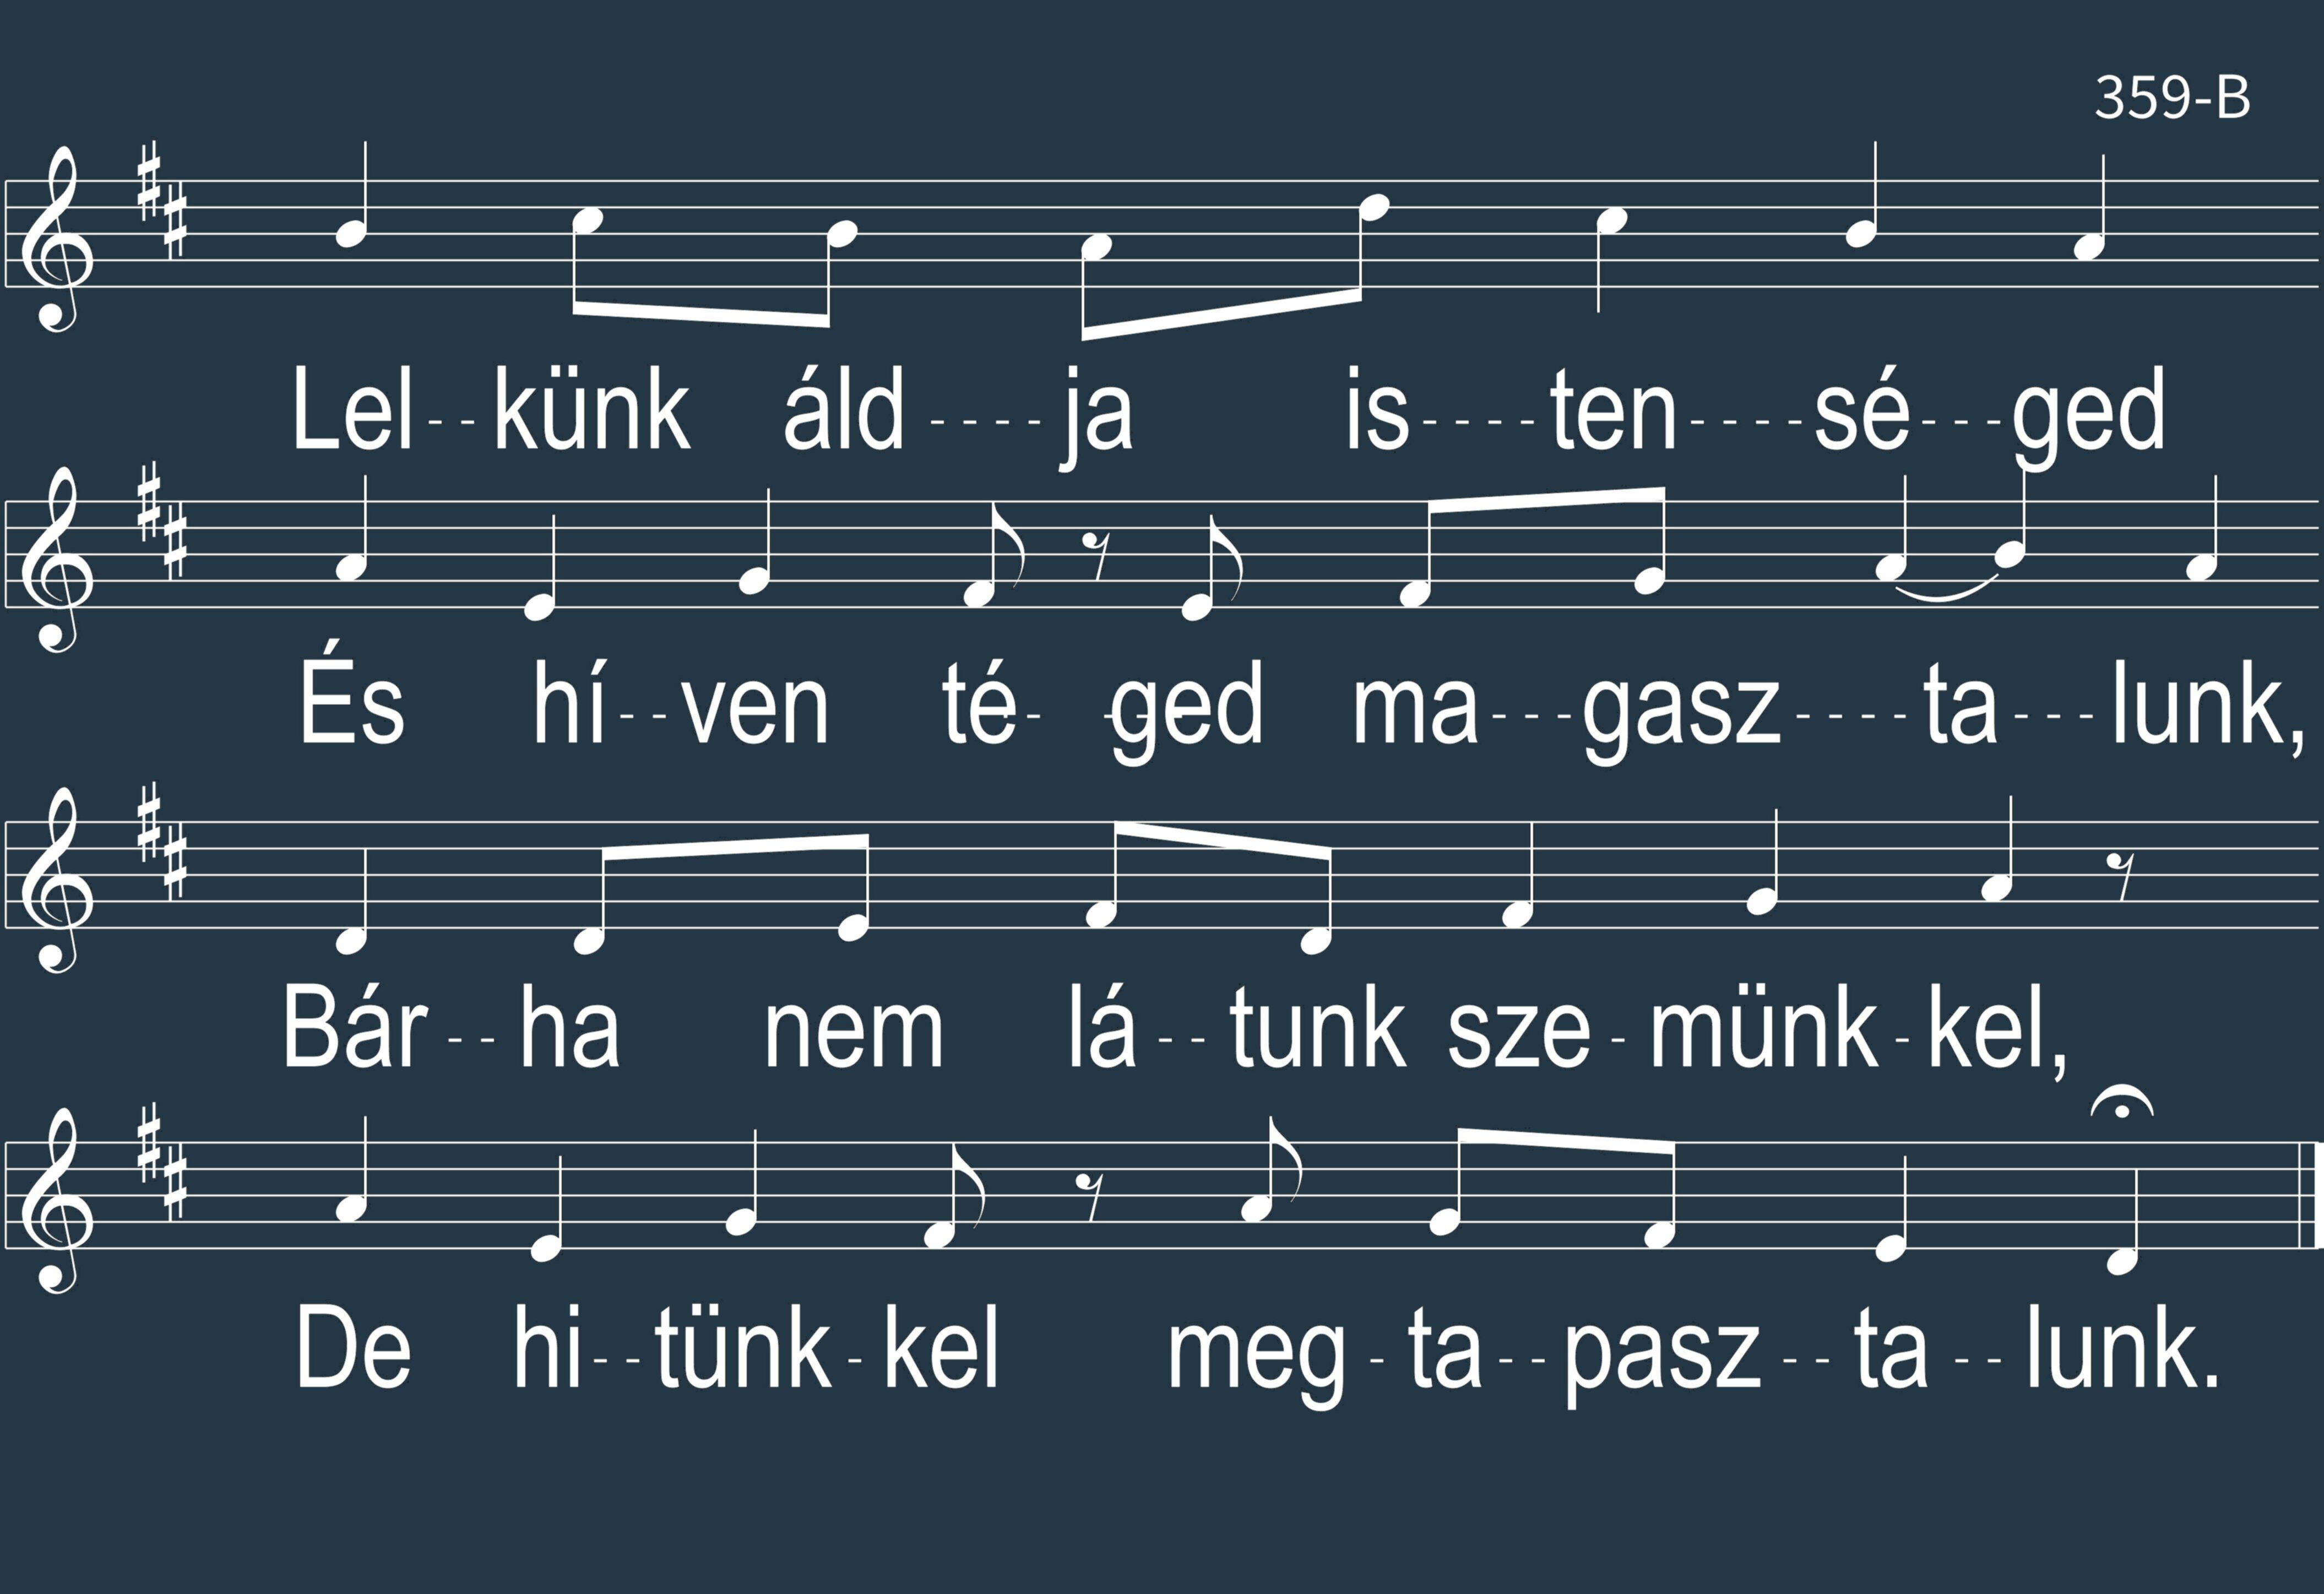 359-B
Lel--künk áld----ja is----ten----sé---ged
És hí--ven té- -ged ma---gasz----ta---lunk,
Bár--ha nem lá--tunk sze-münk-kel,
De hi--tünk-kel meg-ta--pasz--ta--lunk.